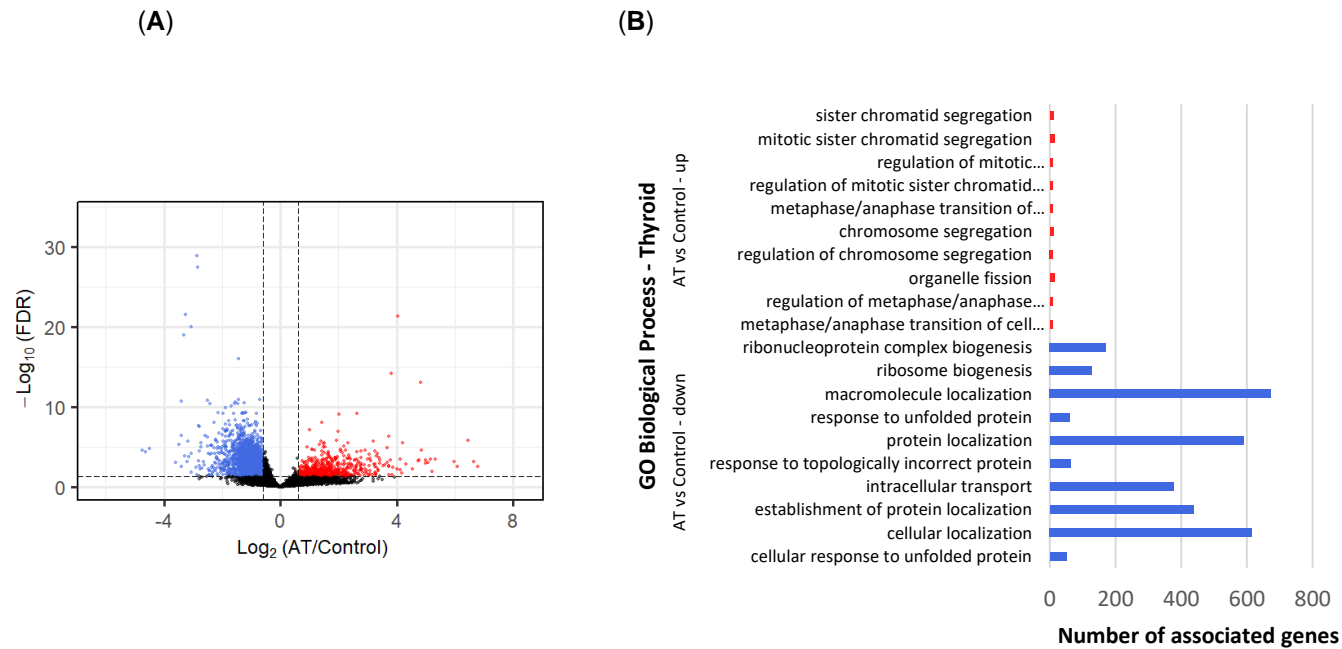 (A)
(B)
30
20
10
0
−Log10 (FDR)
-4
0
4
8
Log2 (AT/Control)
GO Biological Process - Thyroid
AT vs Control - up
AT vs Control - down
sister chromatid segregation
mitotic sister chromatid segregation
regulation of mitotic…
regulation of mitotic sister chromatid…
metaphase/anaphase transition of…
chromosome segregation
regulation of chromosome segregation
organelle fission
regulation of metaphase/anaphase…
metaphase/anaphase transition of cell…
ribonucleoprotein complex biogenesis
ribosome biogenesis
macromolecule localization
response to unfolded protein
protein localization
response to topologically incorrect protein
intracellular transport
establishment of protein localization
cellular localization
cellular response to unfolded protein
0
200
400
600
800
Number of associated genes